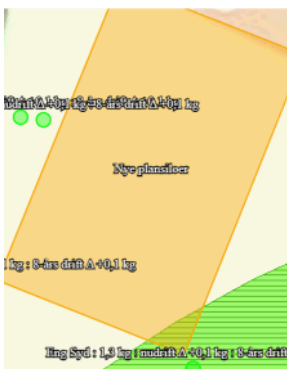 8-års drift Δ +0,1 kg
Nye plansiloer
1 kg : 8-års drift Δ +0,1 kg
Eng Syd : 1,3 kg : nudrift Δ +0,1 kg : 8-års drift